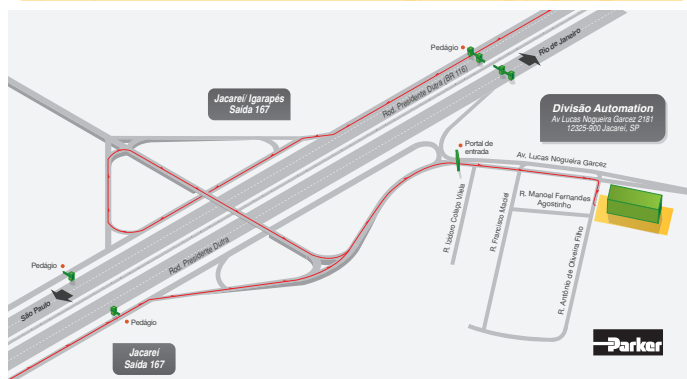 Pedágio
Rio de Janeiro
Rod. Presidente Dutra (BR 116)
Jacareí/ Igarapés
Saída 167
Divisão Automation
Av Lucas Nogueira Garcez 2181
12325-900 Jacareí, SP
Portal de
entrada
Av. Lucas Nogueira Garcez
R. Manoel Fernandes
Agostinho
R. Izidoro Colaço Vilela
R. Francisco Maciel
R. Antônio de Oliveira Filho
Rod. Presidente Dutra
Pedágio
São Paulo
Pedágio
Jacareí
Saída 167
Parker